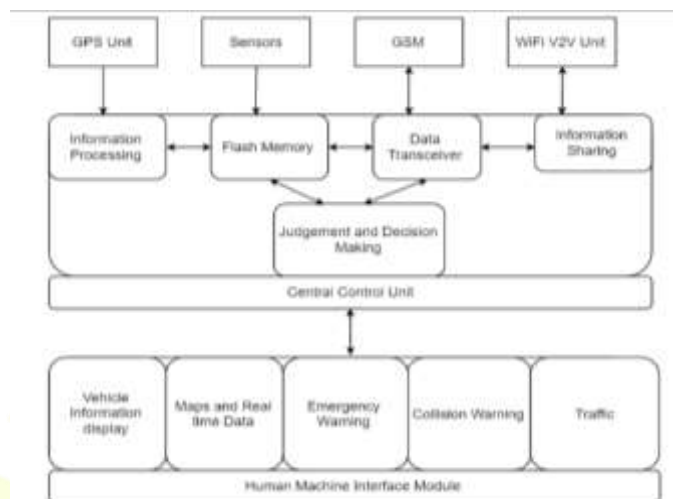 GPS Unit
Sensors
GSM
WiFi V2V Unit
Information
Processing
Flash Memory
Data
Transceiver
Information
Sharing
Judgement and Decision
Making
Central Control Unit
Vehicle
Information
display
Maps and Real
time Data
Emergency
Warning
Collision Warning
Traffic
Human Machine Interface Module